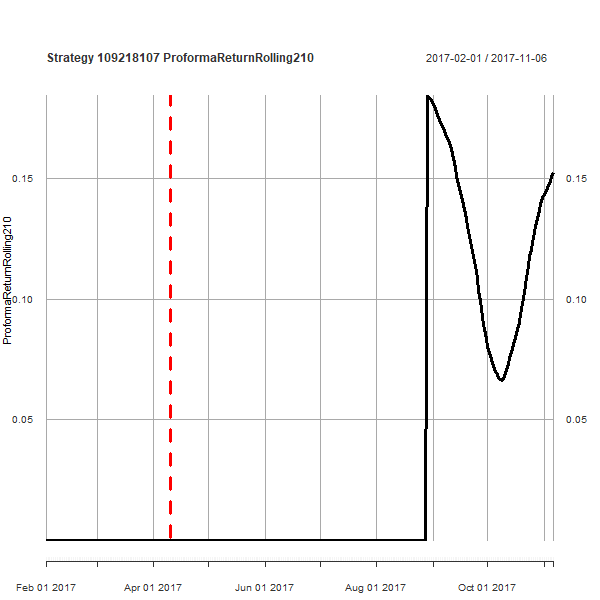 Strategy 109218107 ProformaReturnRolling210
2017-02-01 / 2017-11-06
ProformaReturnRolling210
0.15
0.15
0.10
0.10
0.05
0.05
Feb 01 2017
Apr 01 2017
Jun 01 2017
Aug 01 2017
Oct 01 2017